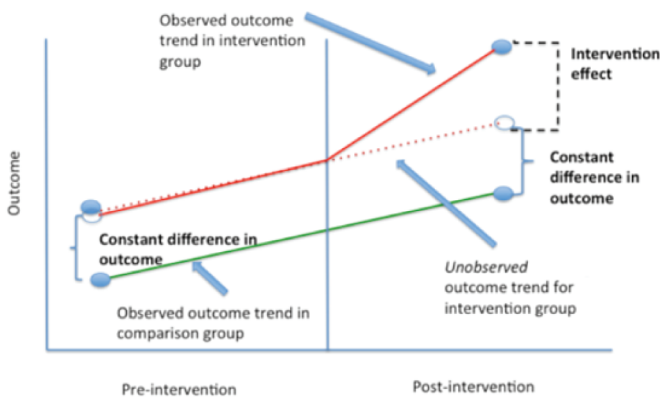 Observed outcome
trend in intervention
group
Intervention
effect
Outcome
Constant difference in
outcome
Constant
difference in
outcome
Unobserved
outcome trend for
intervention group
Observed outcome trend in
comparison group
Pre-intervention
Post-intervention